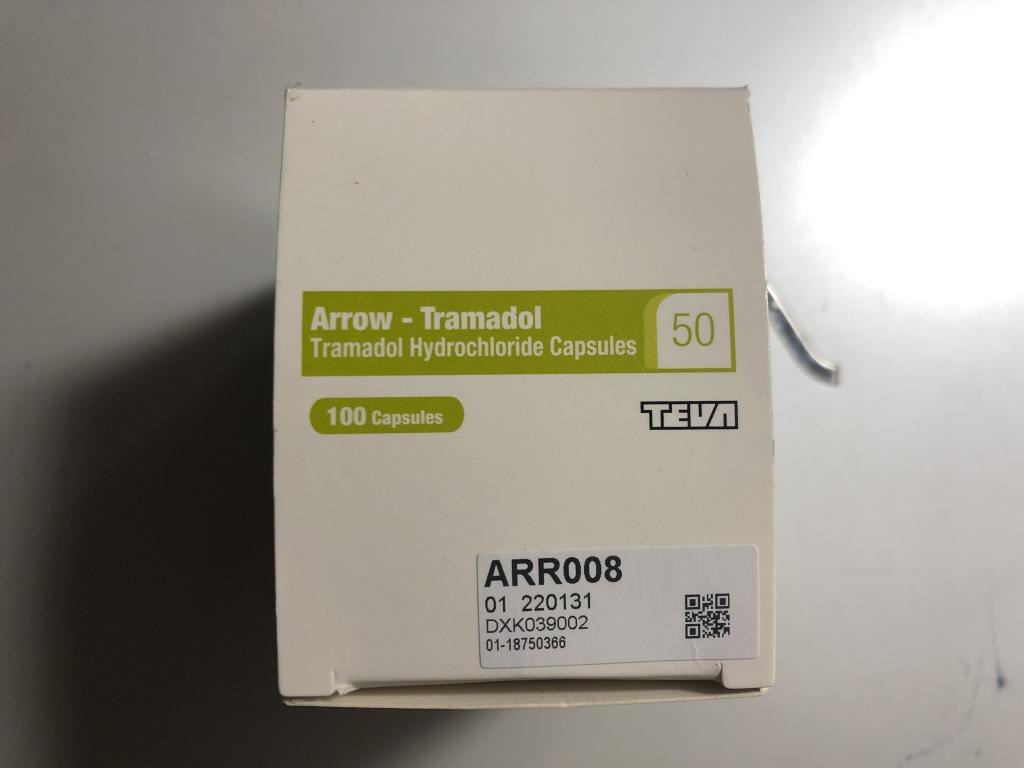 Arrow - Tramadol
Tramadol Hydrochloride Capsules
50
100 Capsules
TEVA
ARR008
01 220131
DXK039002
01-18750366